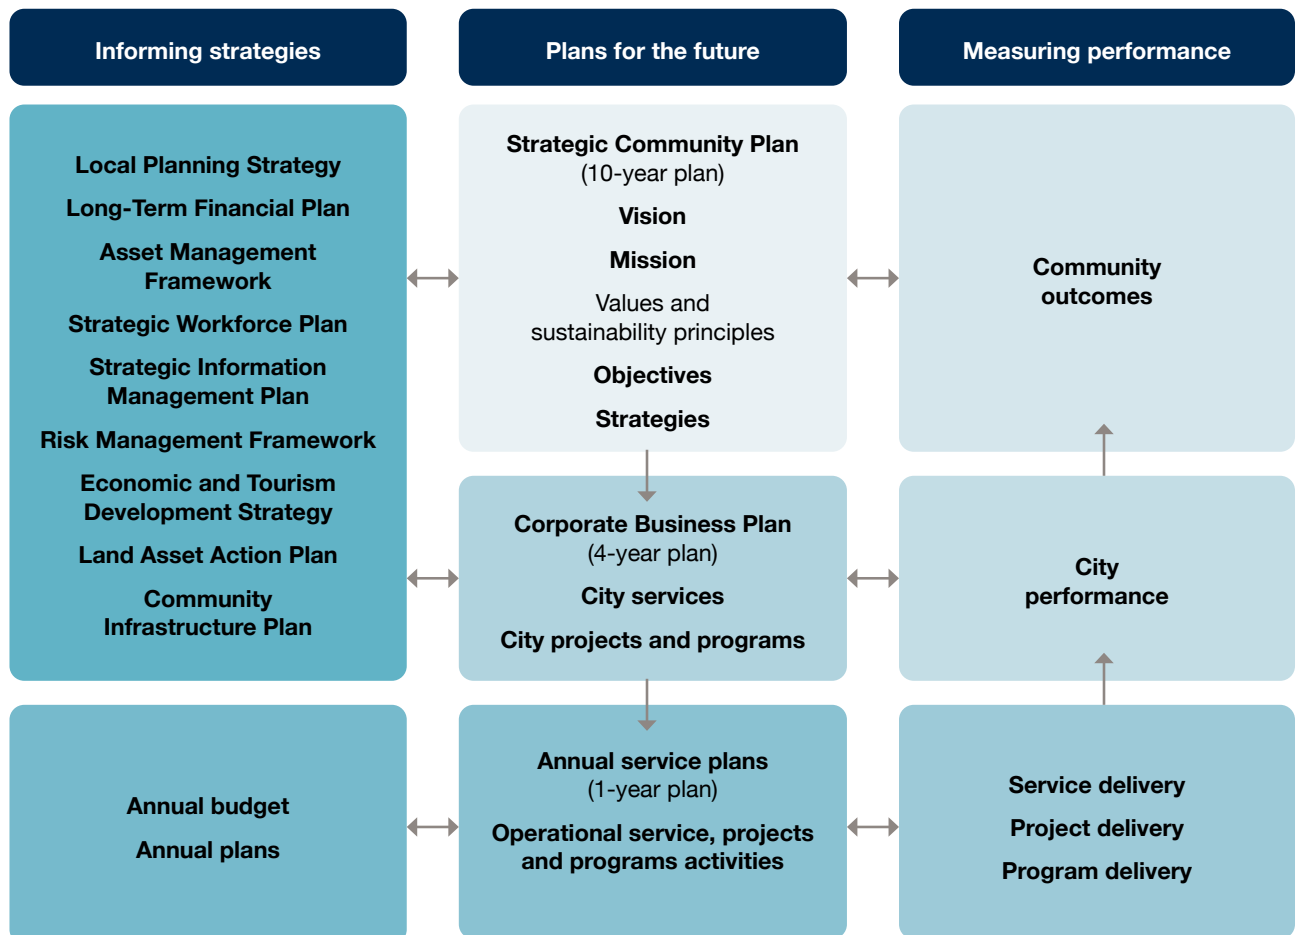 Informing strategies
Plans for the future
Measuring performance
Local Planning Strategy
Long-Term Financial Plan
Asset Management
Framework
Strategic Workforce Plan
Strategic Information
Management Plan
Risk Management Framework
Economic and Tourism
Development Strategy
Land Asset Action Plan
Community
Infrastructure Plan
Strategic Community Plan
(10-year plan)
Vision
Mission
Values and
sustainability principles
Objectives
Strategies
Community
outcomes
Corporate Business Plan
(4-year plan)
City services
City projects and programs
City
performance
Annual budget
Annual plans
Annual service plans
(1-year plan)
Operational service, projects
and programs activities
Service delivery
Project delivery
Program delivery